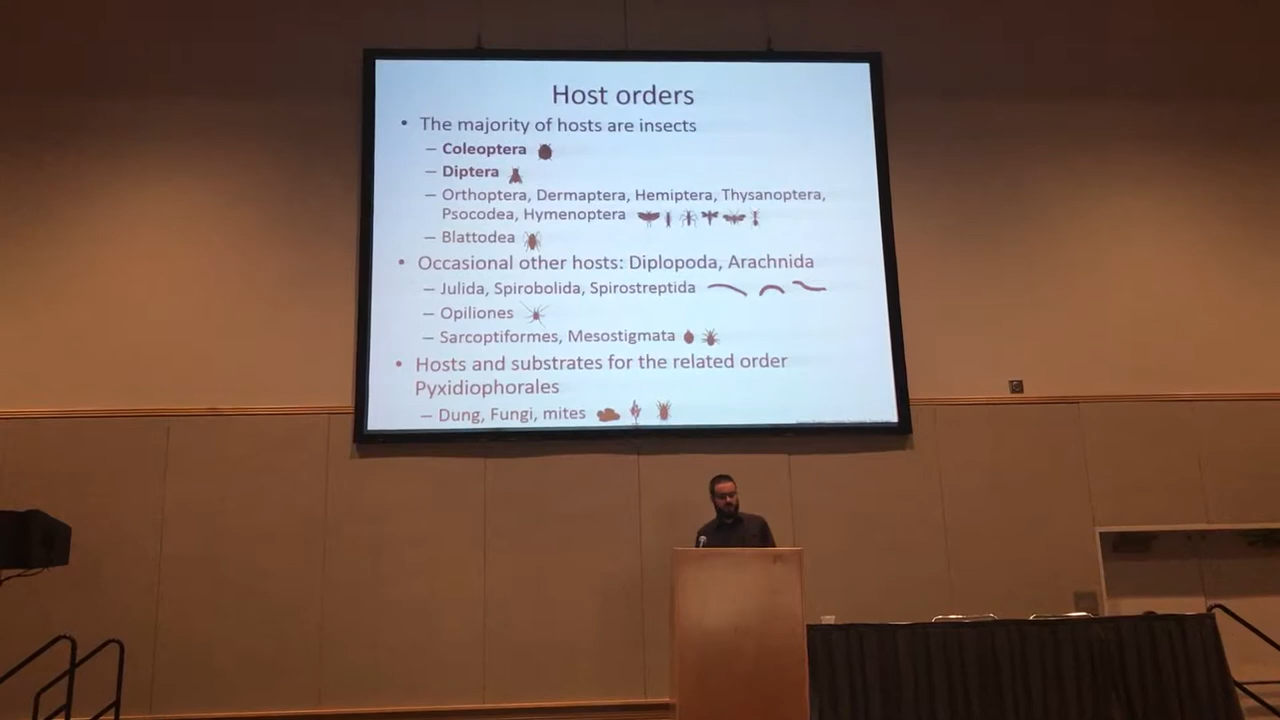 Host orders
• The majority of hosts are insects
– Coleoptera
– Diptera
– Orthoptera, Dermaptera, Hemiptera, Thysanoptera,
Psocodea, Hymenoptera
– Blattodea
• Occasional other hosts: Diplopoda, Arachnida
– Julida, Spirobolida, Spirostreptida
– Opiliones
– Sarcoptiformes, Mesostigmata
• Hosts and substrates for the related order
Pyxidiophorales
– Dung, Fungi, mites